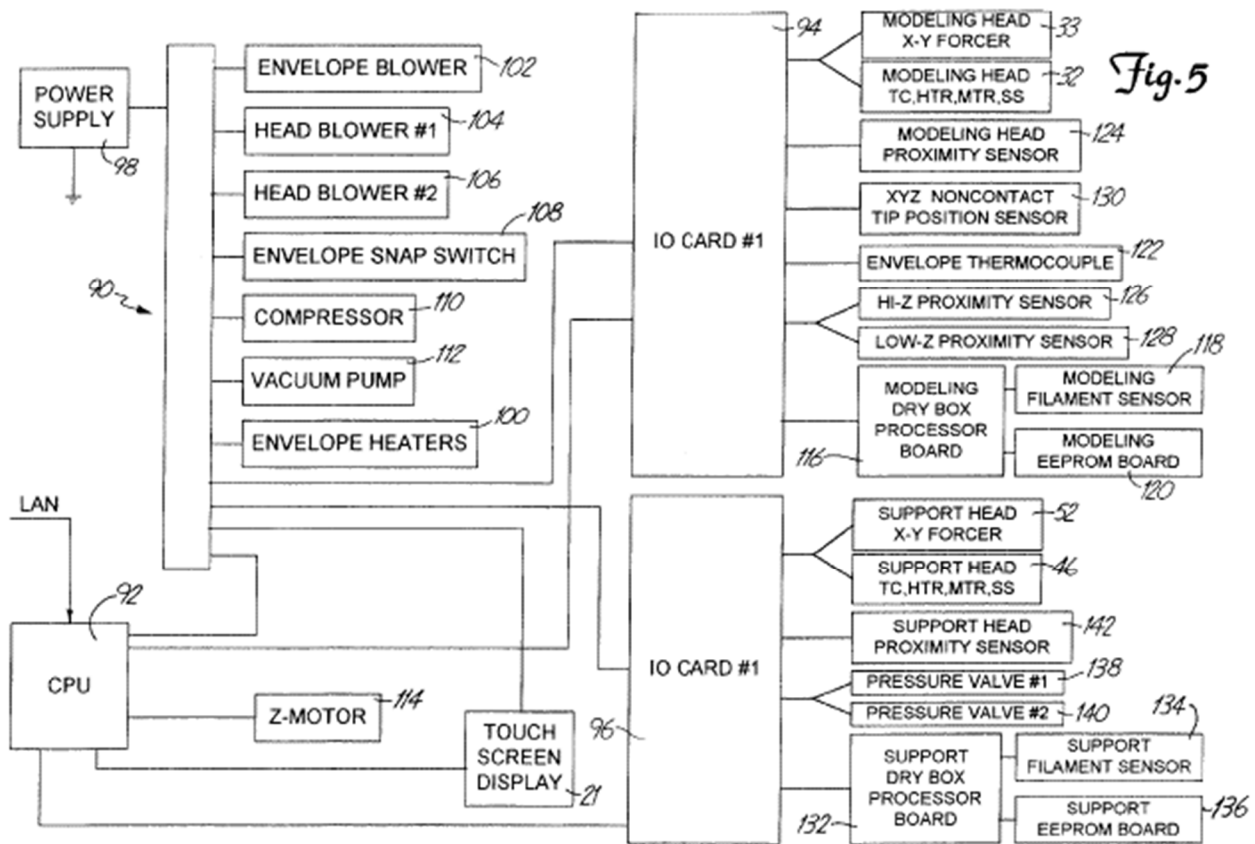 Fig. 5
POWER
SUPPLY
98
90
ENVELOPE BLOWER
102
HEAD BLOWER #1
104
HEAD BLOWER #2
106
ENVELOPE SNAP SWITCH
108
COMPRESSOR
110
VACUUM PUMP
112
ENVELOPE HEATERS
100
LAN
CPU
92
Z-MOTOR
114
TOUCH
SCREEN
DISPLAY
21
IO CARD #1
94
MODELING HEAD
X-Y FORCER
33
MODELING HEAD
TC,HTR,MTR,SS
32
MODELING HEAD
PROXIMITY SENSOR
124
XYZ NONCONTACT
TIP POSITION SENSOR
130
ENVELOPE THERMOCOUPLE
122
HI-Z PROXIMITY SENSOR
126
LOW-Z PROXIMITY SENSOR
128
MODELING
DRY BOX
PROCESSOR
BOARD
116
MODELING
FILAMENT SENSOR
118
MODELING
EEPROM BOARD
120
IO CARD #1
96
SUPPORT HEAD
X-Y FORCER
52
SUPPORT HEAD
TC,HTR,MTR,SS
46
SUPPORT HEAD
PROXIMITY SENSOR
142
PRESSURE VALVE #1
138
PRESSURE VALVE #2
140
SUPPORT
DRY BOX
PROCESSOR
BOARD
132
SUPPORT
FILAMENT SENSOR
134
SUPPORT
EEPROM BOARD
136